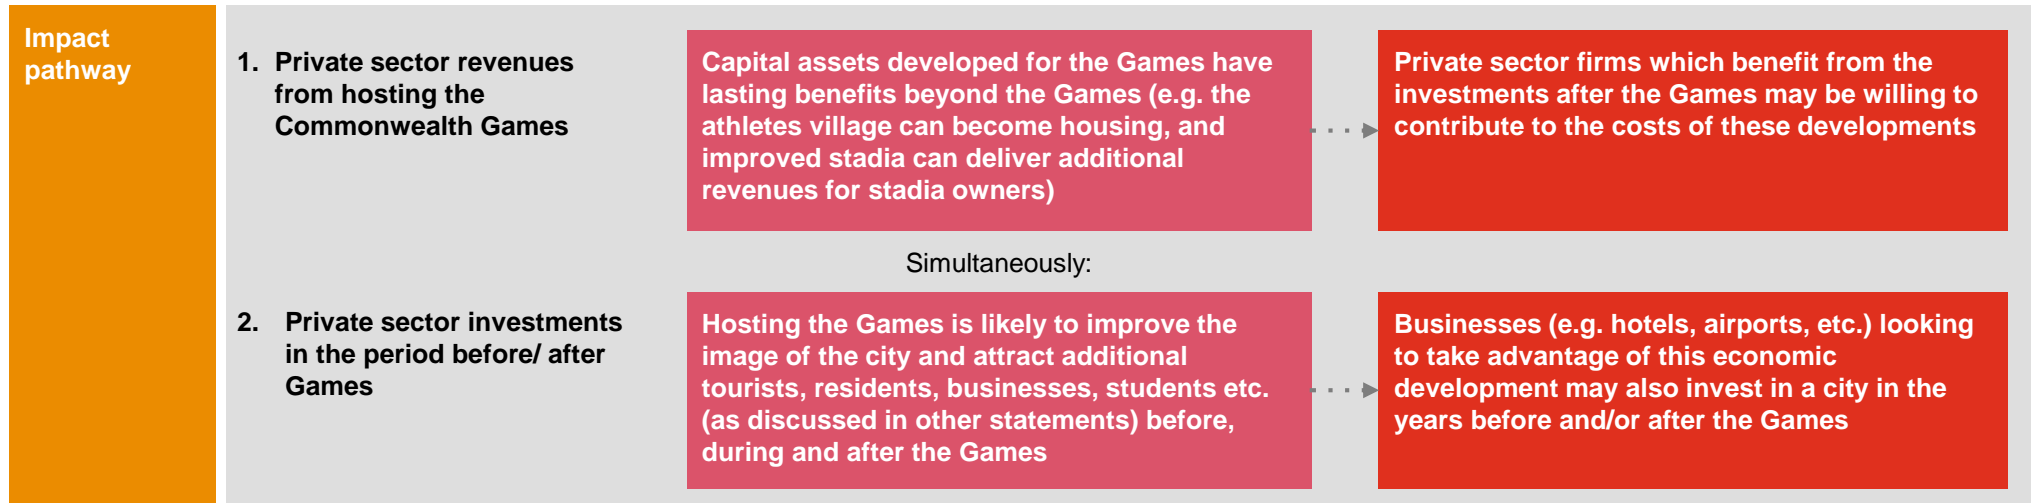 Impact
pathway
1. Private sector revenues
from hosting the
Commonwealth Games
Capital assets developed for the Games have
lasting benefits beyond the Games (e.g. the
athletes village can become housing, and
improved stadia can deliver additional
revenues for stadia owners)
Private sector firms which benefit from the
investments after the Games may be willing to
contribute to the costs of these developments
Simultaneously:
2. Private sector investments
in the period before/ after
Games
Hosting the Games is likely to improve the
image of the city and attract additional
tourists, residents, businesses, students etc.
(as discussed in other statements) before,
during and after the Games
Businesses (e.g. hotels, airports, etc.) looking
to take advantage of this economic
development may also invest in a city in the
years before and/or after the Games